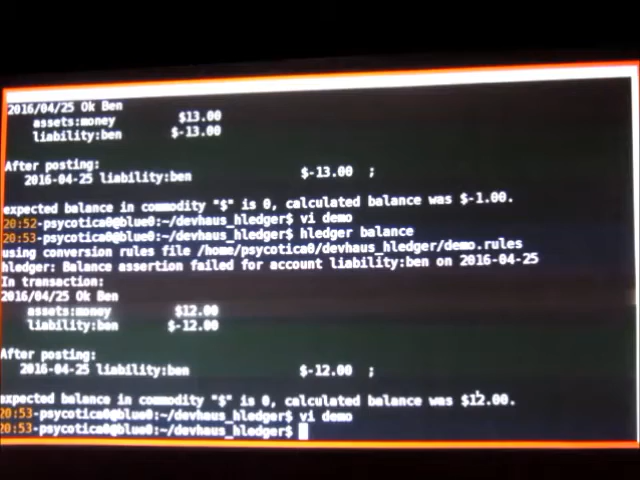 2016/04/25 Ok Ben
assets:money $13.00
liability:ben $-13.00
After posting:
2016-04-25 liability:ben $-13.00 ;
expected balance in commodity "$" is 0, calculated balance was $-1.00.
20:52-psycotica0@blue0:~/devhaus_hledger$ vi demo
20:53-psycotica0@blue0:~/devhaus_hledger$ hledger balance
using conversion rules file /home/psycotica0/devhaus_hledger/demo.rules
hledger: Balance assertion failed for account liability:ben on 2016-04-25
In transaction:
2016/04/25 Ok Ben
assets:money $12.00
liability:ben $-12.00
After posting:
2016-04-25 liability:ben $-12.00 ;
expected balance in commodity "$" is 0, calculated balance was $12.00.
20:53-psycotica0@blue0:~/devhaus_hledger$ vi demo
20:53-psycotica0@blue0:~/devhaus_hledger$